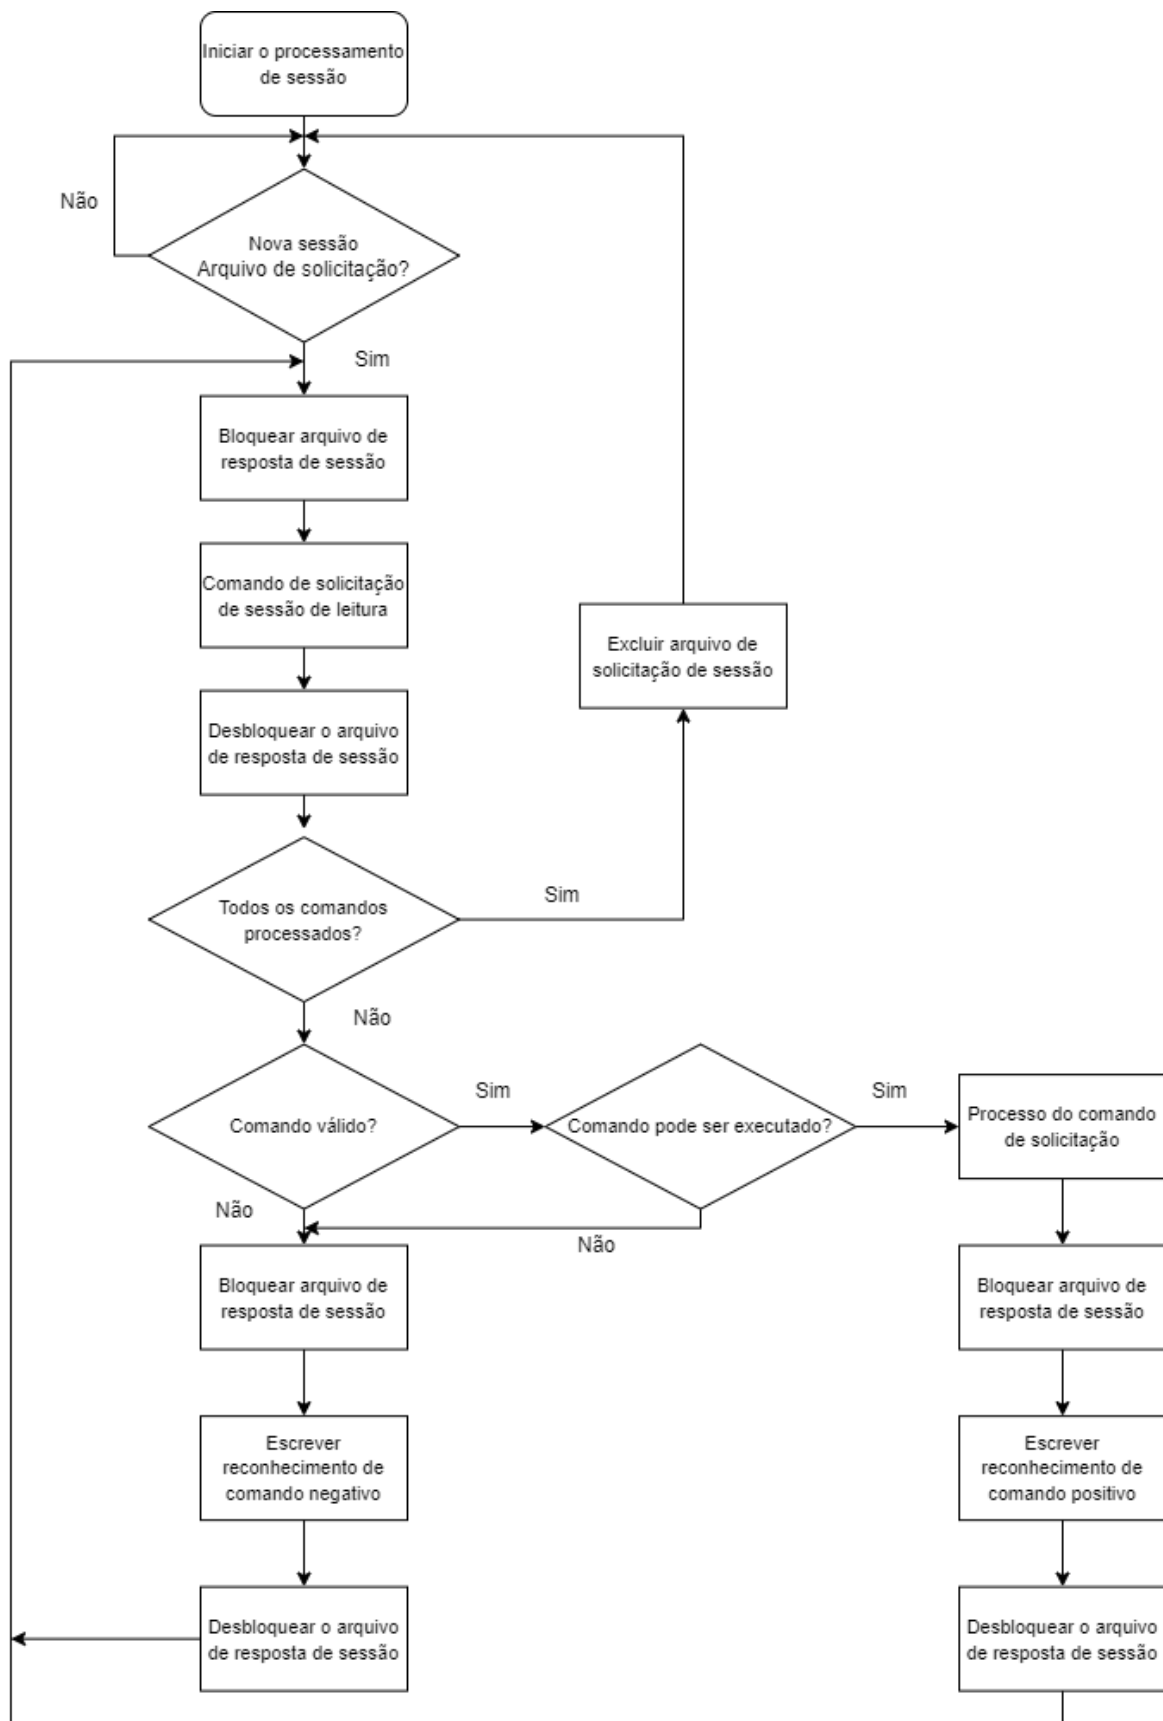 Iniciar o processamento
de sessão
Não
Nova sessão
Arquivo de solicitação?
Sim
Bloquear arquivo de
resposta de sessão
Comando de solicitação
de sessão de leitura
Excluir arquivo de
solicitação de sessão
Desbloquear o arquivo
de resposta de sessão
Todos os comandos
processados?
Sim
Não
Comando válido?
Sim
Comando pode ser executado?
Sim
Processo do comando
de solicitação
Não
Não
Bloquear arquivo de
resposta de sessão
Bloquear arquivo de
resposta de sessão
Escrever
reconhecimento de
comando negativo
Escrever
reconhecimento de
comando positivo
Desbloquear o arquivo
de resposta de sessão
Desbloquear o arquivo
de resposta de sessão